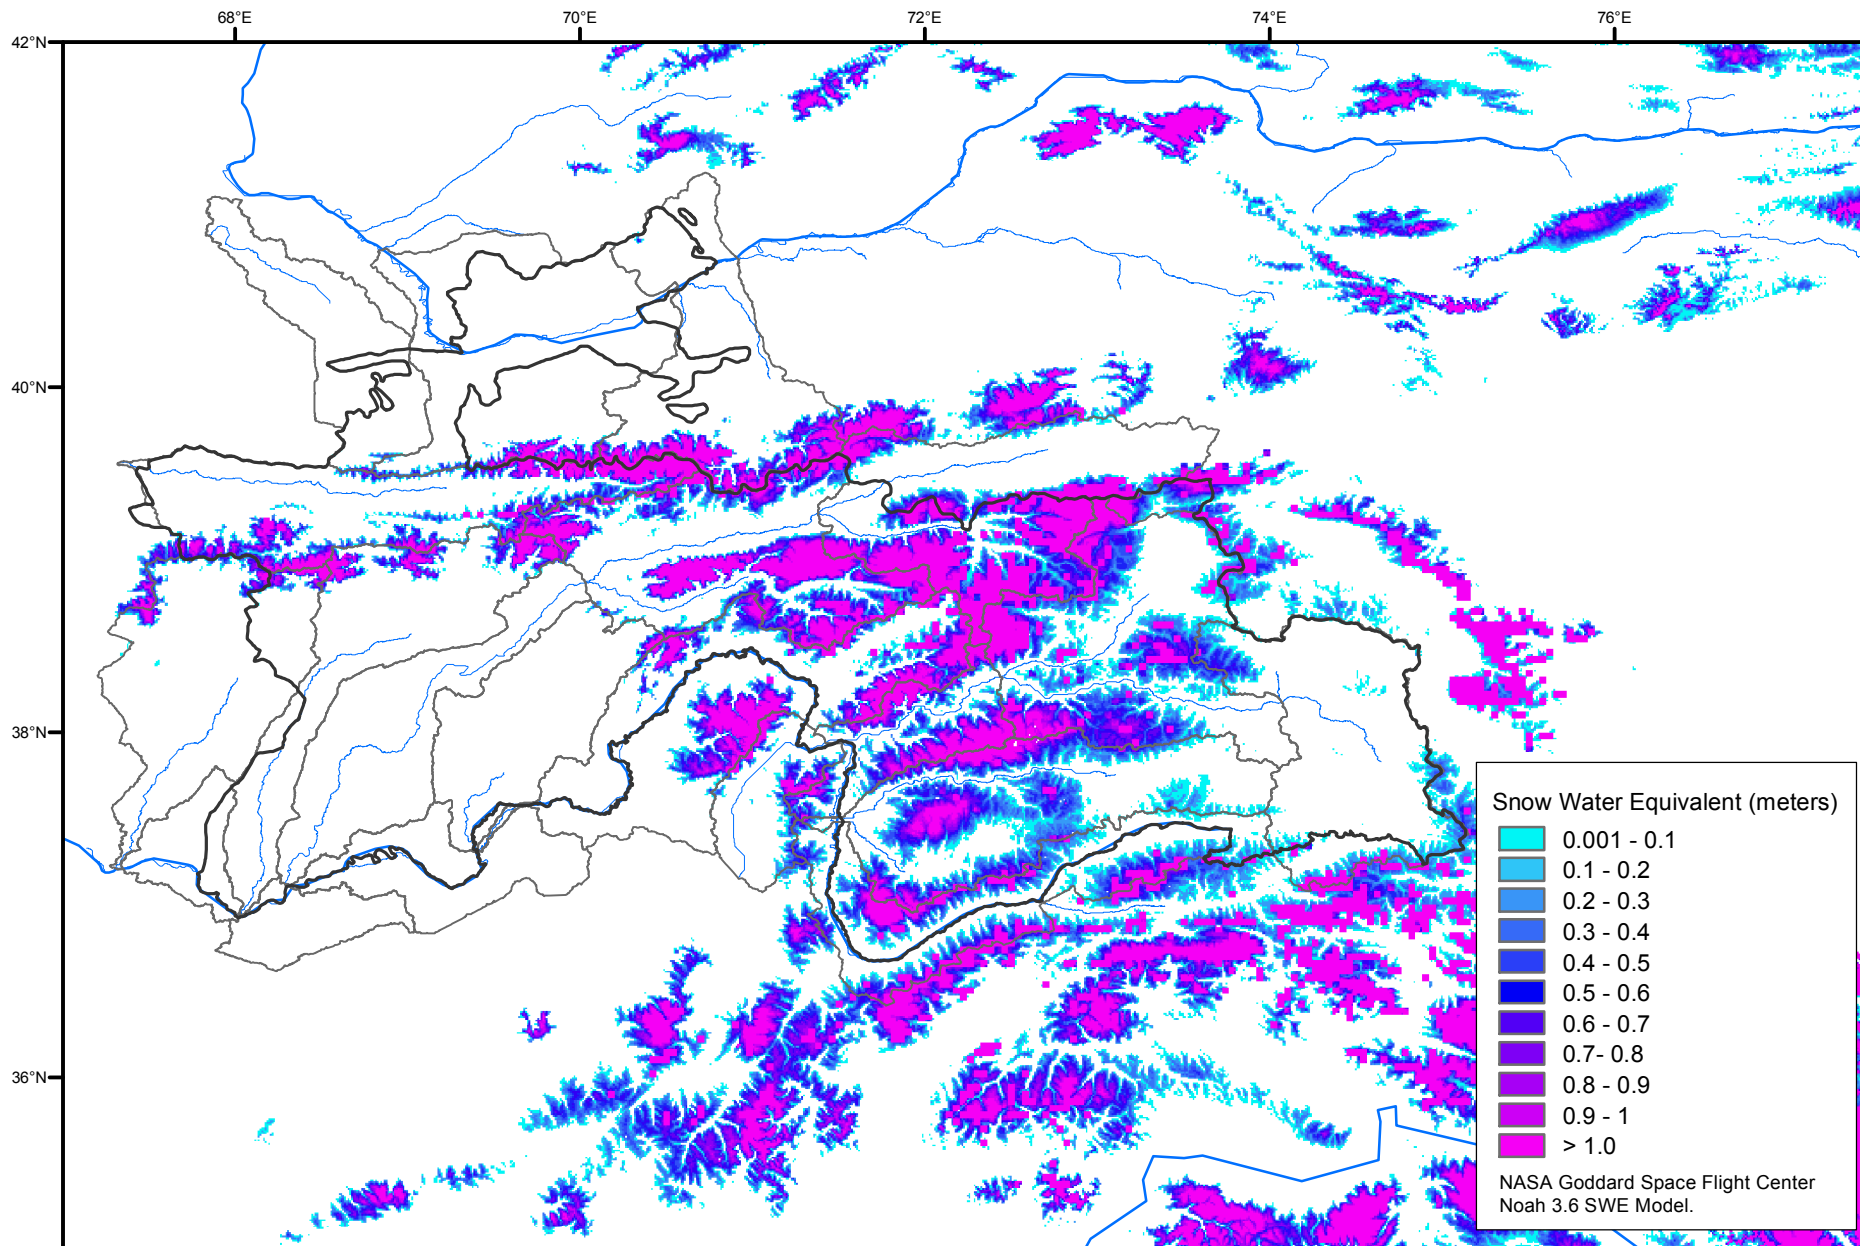 68°E 70°E 72°E 74°E 76°E
42°N
40°N
38°N
36°N
Snow Water Equivalent (meters)
0.001 - 0.1
0.1 - 0.2
0.2 - 0.3
0.3 - 0.4
0.4 - 0.5
0.5 - 0.6
0.6 - 0.7
0.7- 0.8
0.8 - 0.9
0.9 - 1
> 1.0
NASA Goddard Space Flight Center
Noah 3.6 SWE Model.